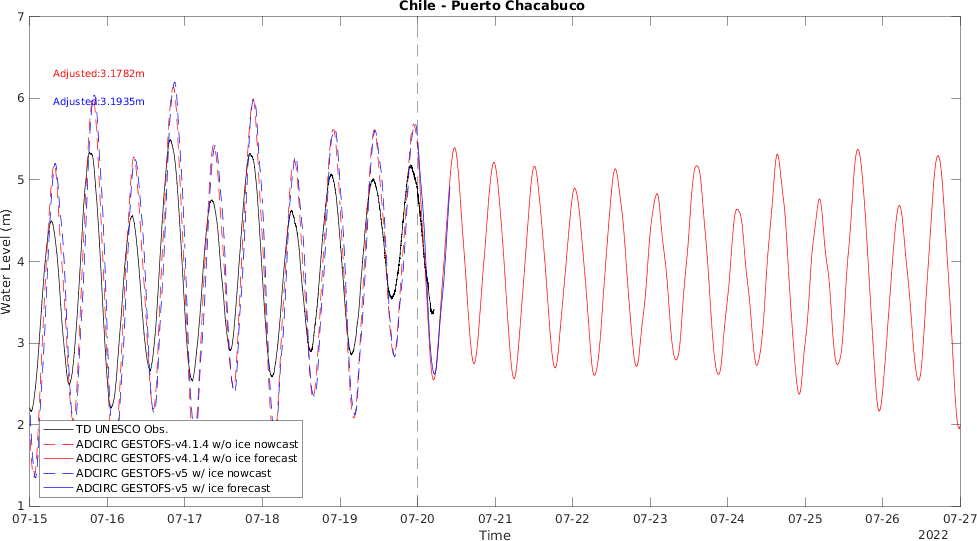 Chile - Puerto Chacabuco
7
6
5
4
3
2
1
Water Level (m)
Adjusted:3.1782m
Adjusted:3.1935m
TD UNESCO Obs.
ADCIRC GESTOFS-v4.1.4 w/o ice nowcast
ADCIRC GESTOFS-v4.1.4 w/o ice forecast
ADCIRC GESTOFS-v5 w/ ice nowcast
ADCIRC GESTOFS-v5 w/ ice forecast
07-15 07-16 07-17 07-18 07-19 07-20 07-21 07-22 07-23 07-24 07-25 07-26 07-27
Time
2022